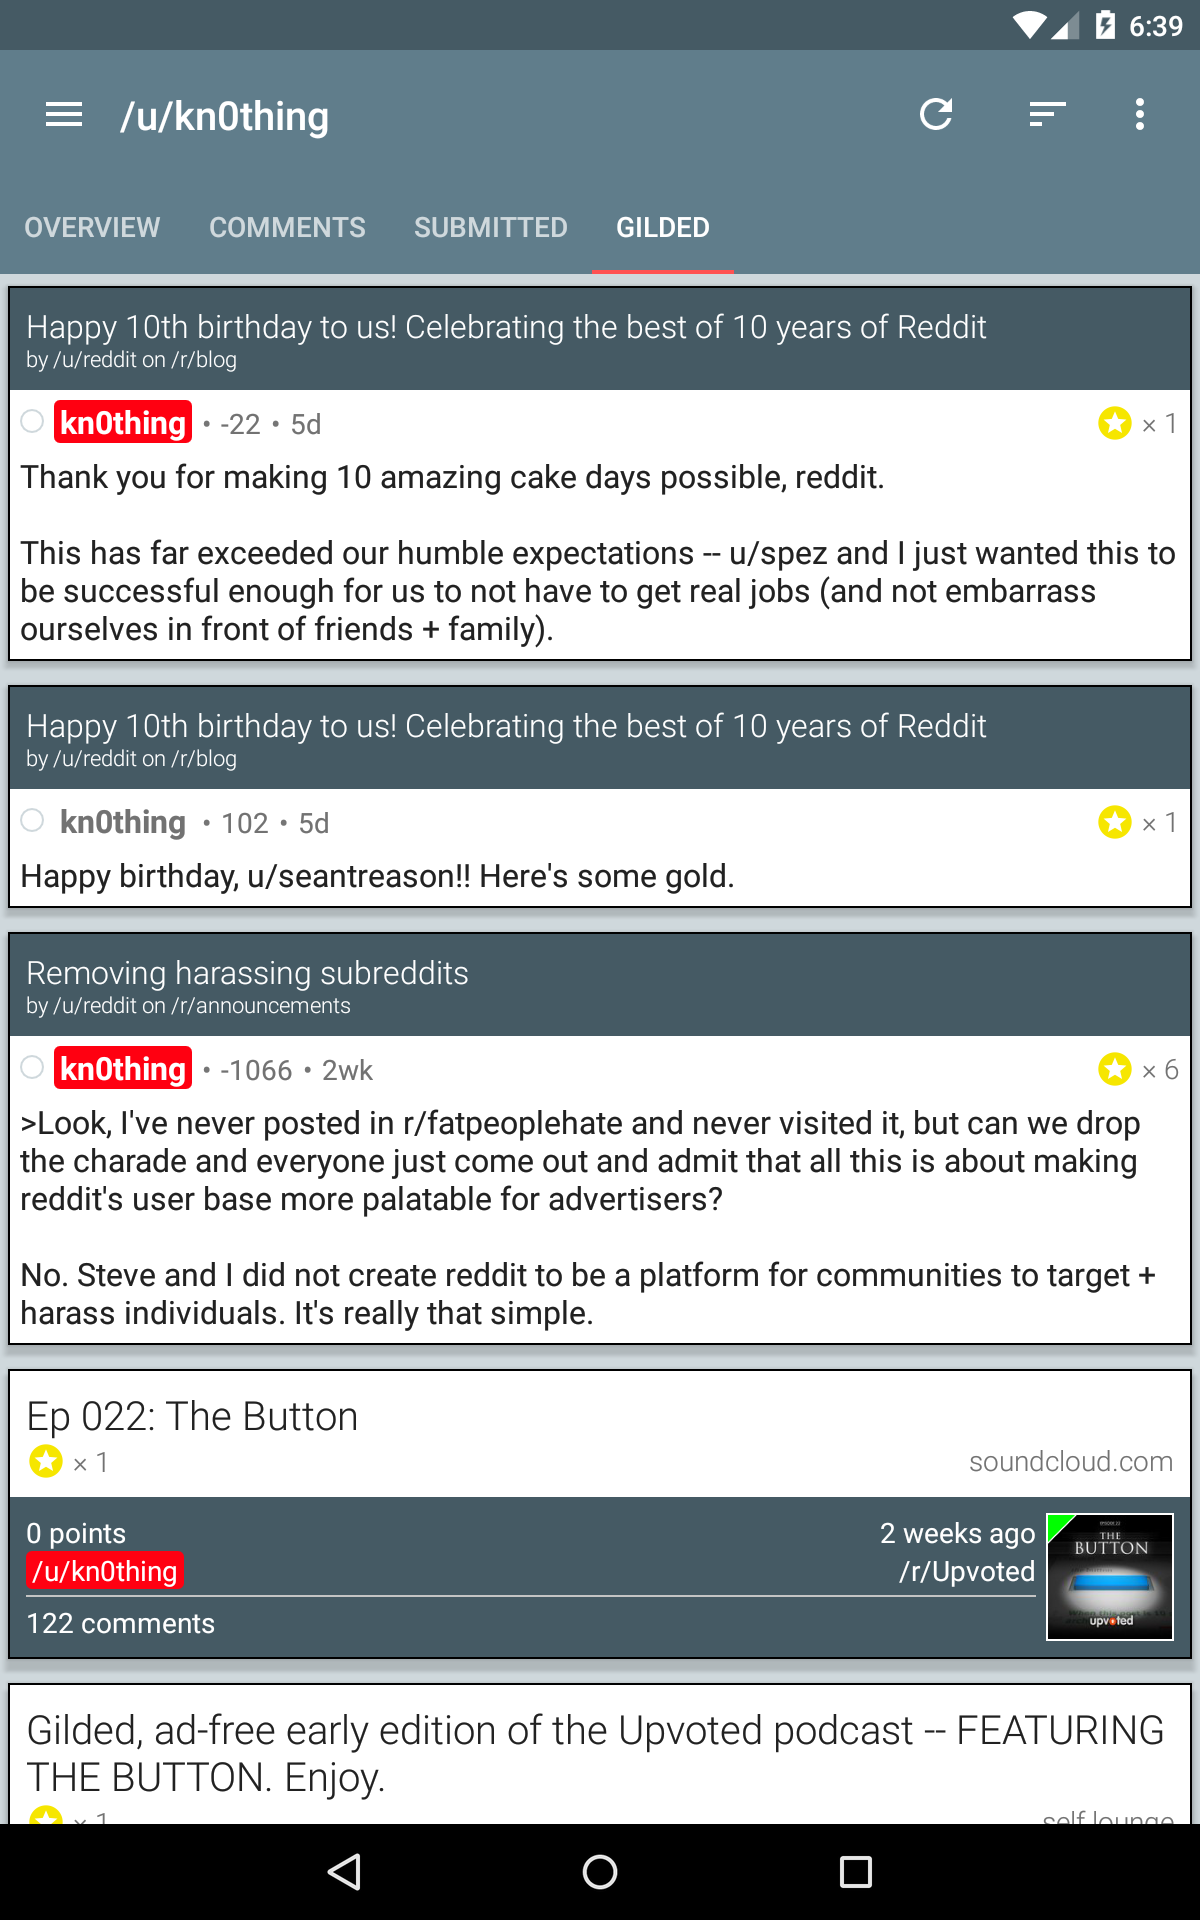 6:39
/u/kn0thing
OVERVIEW COMMENTS SUBMITTED GILDED
Happy 10th birthday to us! Celebrating the best of 10 years of Reddit
by /u/reddit on /r/blog
kn0thing • -22 • 5d × 1
Thank you for making 10 amazing cake days possible, reddit.
This has far exceeded our humble expectations -- u/spez and I just wanted this to
be successful enough for us to not have to get real jobs (and not embarrass
ourselves in front of friends + family).
Happy 10th birthday to us! Celebrating the best of 10 years of Reddit
by /u/reddit on /r/blog
kn0thing • 102 • 5d × 1
Happy birthday, u/seantreason!! Here's some gold.
Removing harassing subreddits
by /u/reddit on /r/announcements
kn0thing • -1066 • 2wk × 6
>Look, I've never posted in r/fatpeoplehate and never visited it, but can we drop
the charade and everyone just come out and admit that all this is about making
reddit's user base more palatable for advertisers?
No. Steve and I did not create reddit to be a platform for communities to target +
harass individuals. It's really that simple.
Ep 022: The Button
× 1 soundcloud.com
0 points 2 weeks ago
/u/kn0thing /r/Upvoted
122 comments
THE
BUTTON
upvoted
Gilded, ad-free early edition of the Upvoted podcast -- FEATURING
THE BUTTON. Enjoy.
× 1 self.lounge